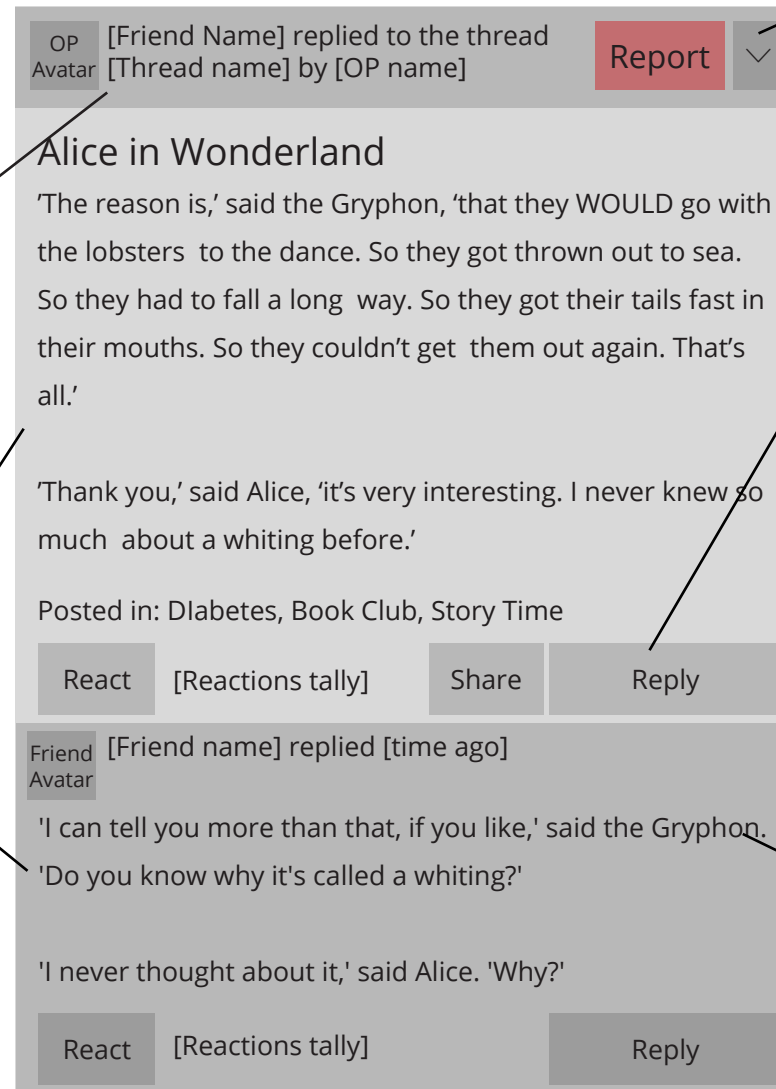 OP
Avatar
[Friend Name] replied to the thread
[Thread name] by [OP name]
Report
Alice in Wonderland
’The reason is,’ said the Gryphon, ‘that they WOULD go with
the lobsters  to the dance. So they got thrown out to sea.
So they had to fall a long  way. So they got their tails fast in
their mouths. So they couldn’t get  them out again. That’s
all.’
’Thank you,’ said Alice, ‘it’s very interesting. I never knew so
much  about a whiting before.’
Posted in: DIabetes, Book Club, Story Time
React [Reactions tally] Share Reply
Friend
Avatar
[Friend name] replied [time ago]
'I can tell you more than that, if you like,' said the Gryphon.
'Do you know why it's called a whiting?'
'I never thought about it,' said Alice. 'Why?'
React [Reactions tally] Reply